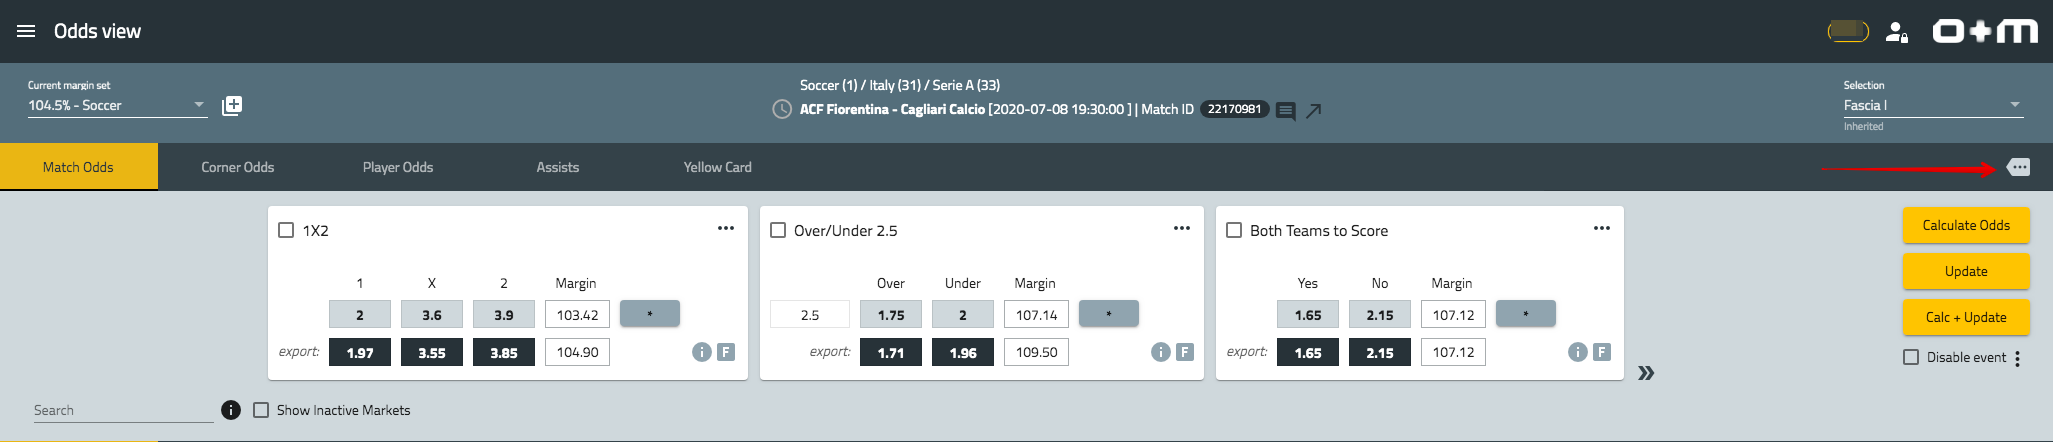 Odds view
o+m
Current margin set
104.5% - Soccer
Soccer (1) / Italy (31) / Serie A (33)
ACF Fiorentina - Cagliari Calcio [2020-07-08 19:30:00 ] | Match ID 22170981
Selection
Fascia I
Inherited
Match Odds Corner Odds Player Odds Assists Yellow Card
1X2
1 X 2 Margin
2 3.6 3.9 103.42 *
export: 1.97 3.55 3.85 104.90 i F
Over/Under 2.5
Over Under Margin
2.5 1.75 2 107.14 *
export: 1.71 1.96 109.50 i F
Both Teams to Score
Yes No Margin
1.65 2.15 107.12 *
export: 1.65 2.15 107.12 i F
»
Calculate Odds
Update
Calc + Update
Disable event
Search i Show Inactive Markets